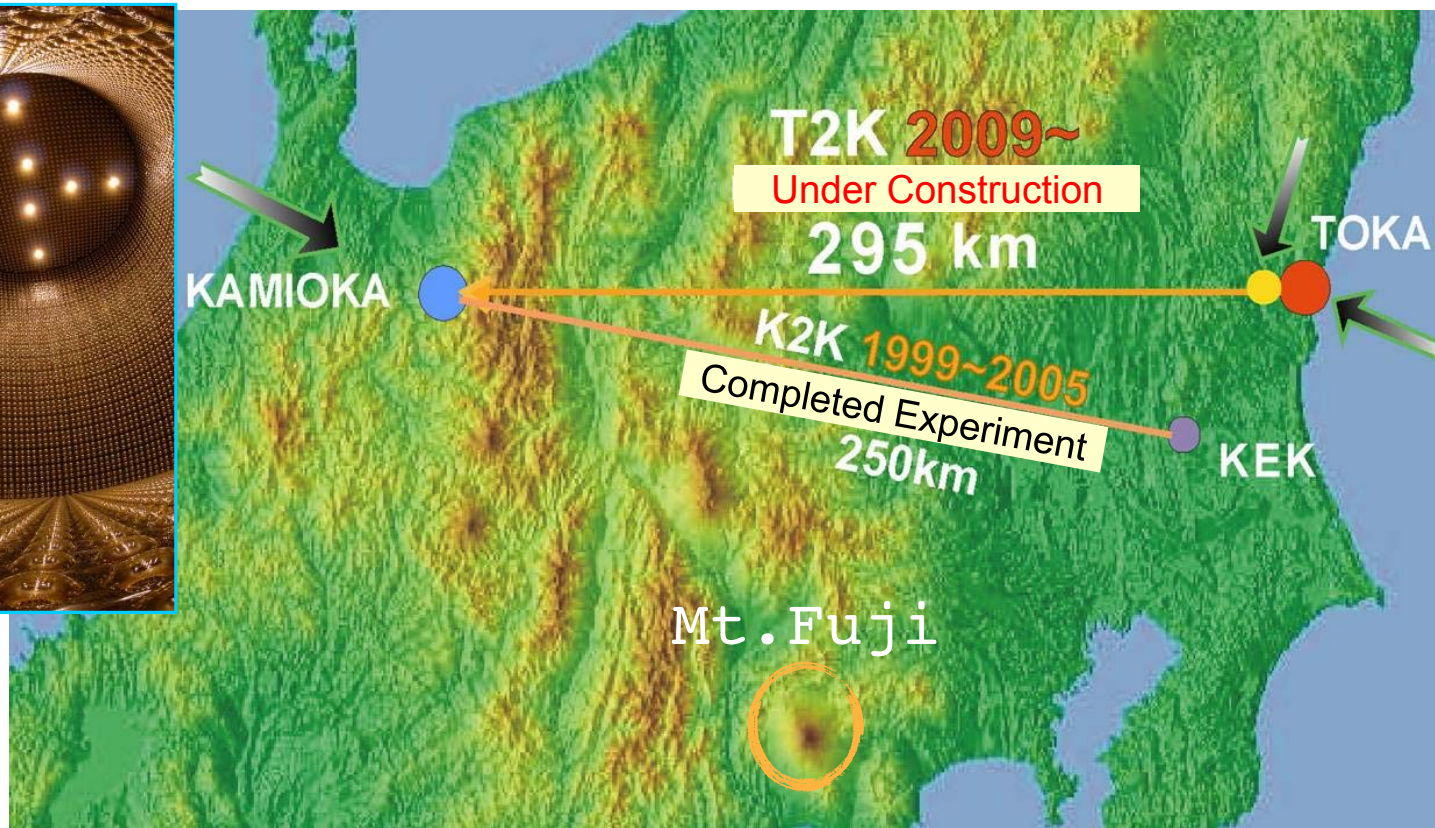 T2K 2009~
Under Construction
295 km
TOKA
KAMIOKA
K2K 1999~2005
Completed Experiment
250km
KEK
Mt.Fuji